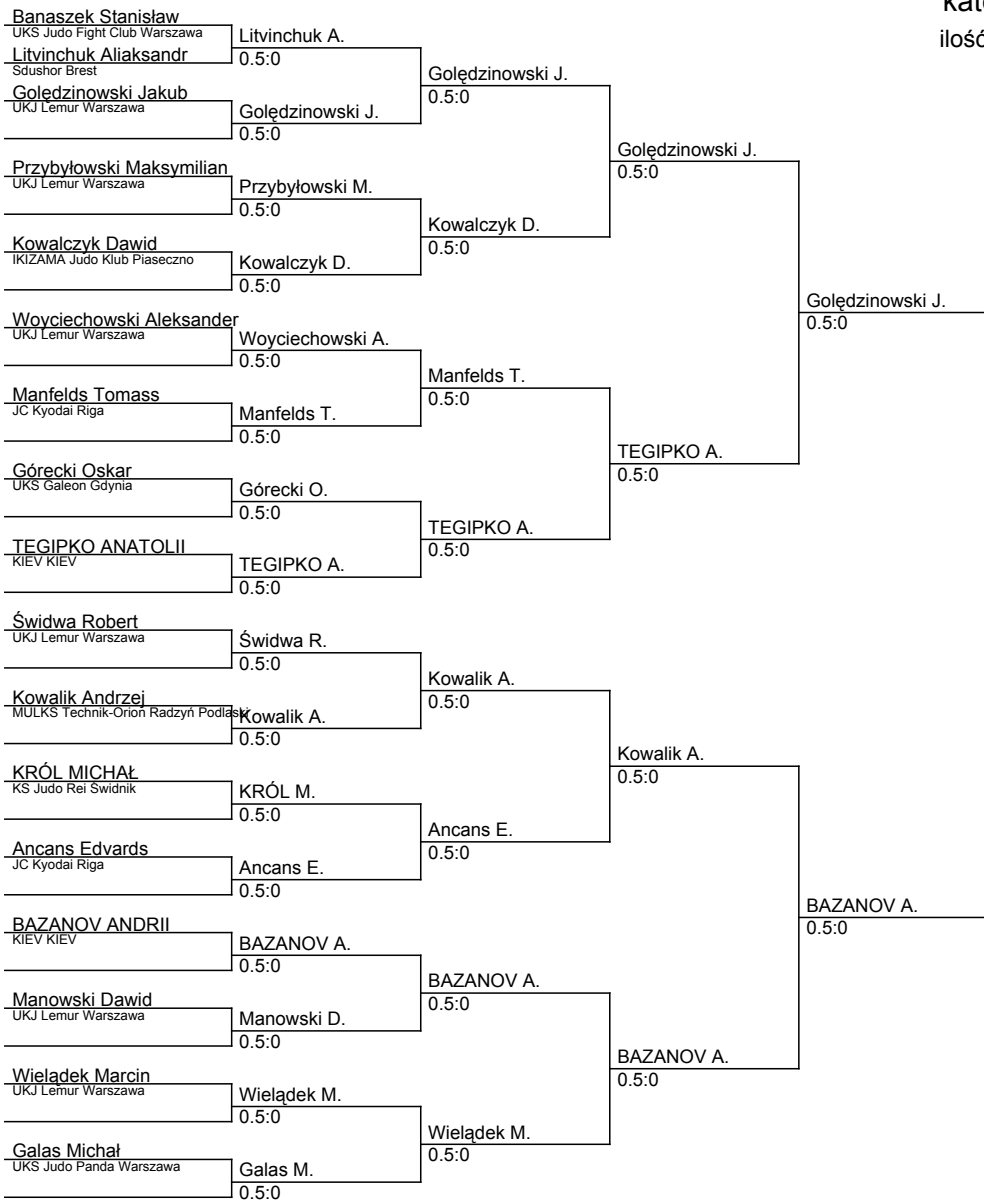 kate
ilość
Banaszek Stanisław
UKS Judo Fight Club Warszawa
Litvinchuk Aliaksandr
Sdushor Brest
Golędzinowski Jakub
UKJ Lemur Warszawa
Przybyłowski Maksymilian
UKJ Lemur Warszawa
Kowalczyk Dawid
IKIZAMA Judo Klub Piaseczno
Woyciechowski Aleksander
UKJ Lemur Warszawa
Manfelds Tomass
JC Kyodai Riga
Górecki Oskar
UKS Galeon Gdynia
TEGIPKO ANATOLII
KIEV KIEV
Świdwa Robert
UKJ Lemur Warszawa
Kowalik Andrzej
MULKS Technik-Orion Radzyń Podlaski
KRÓL MICHAŁ
KS Judo Rei Świdnik
Ancans Edvards
JC Kyodai Riga
BAZANOV ANDRII
KIEV KIEV
Manowski Dawid
UKJ Lemur Warszawa
Wielądek Marcin
UKJ Lemur Warszawa
Galas Michał
UKS Judo Panda Warszawa
Litvinchuk A.
0.5:0
Golędzinowski J.
0.5:0
Przybyłowski M.
0.5:0
Kowalczyk D.
0.5:0
Woyciechowski A.
0.5:0
Manfelds T.
0.5:0
Górecki O.
0.5:0
TEGIPKO A.
0.5:0
Świdwa R.
0.5:0
Kowalik A.
0.5:0
KRÓL M.
0.5:0
Ancans E.
0.5:0
BAZANOV A.
0.5:0
Manowski D.
0.5:0
Wielądek M.
0.5:0
Galas M.
0.5:0
Golędzinowski J.
0.5:0
Kowalczyk D.
0.5:0
Manfelds T.
0.5:0
TEGIPKO A.
0.5:0
Kowalik A.
0.5:0
Ancans E.
0.5:0
BAZANOV A.
0.5:0
Wielądek M.
0.5:0
Golędzinowski J.
0.5:0
TEGIPKO A.
0.5:0
Kowalik A.
0.5:0
BAZANOV A.
0.5:0
Golędzinowski J.
0.5:0
BAZANOV A.
0.5:0